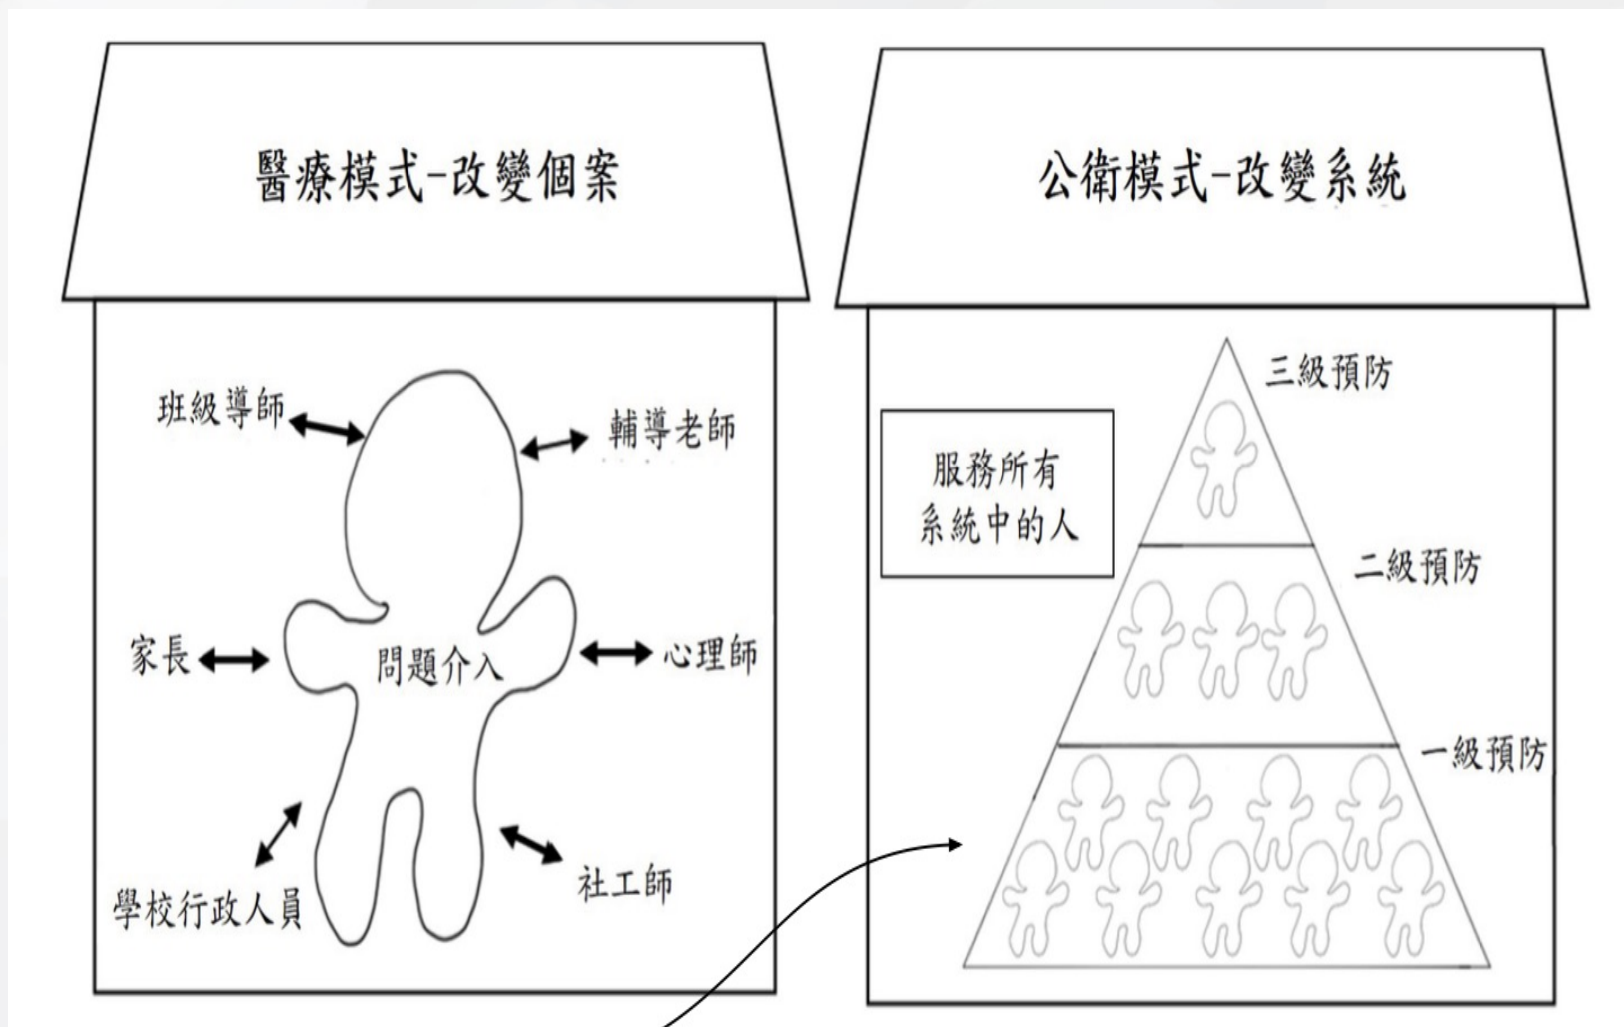 醫療模式-改變個案
班級導師
輔導老師
家長
問題介入
心理師
學校行政人員
社工師
公衛模式-改變系統
三級預防
服務所有
系統中的人
二級預防
一級預防